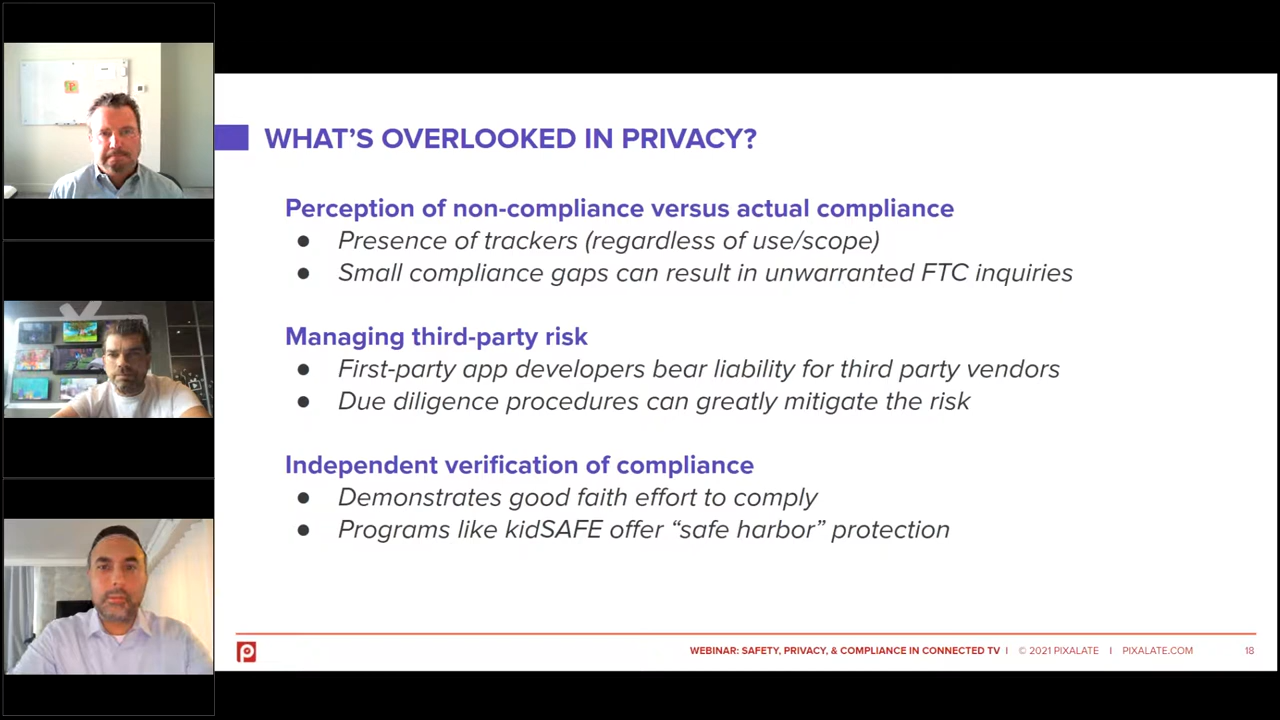 WHAT'S OVERLOOKED IN PRIVACY?
Perception of non-compliance versus actual compliance
● Presence of trackers (regardless of use/scope)
● Small compliance gaps can result in unwarranted FTC inquiries
Managing third-party risk
● First-party app developers bear liability for third party vendors
● Due diligence procedures can greatly mitigate the risk
Independent verification of compliance
● Demonstrates good faith effort to comply
● Programs like kidSAFE offer “safe harbor” protection
WEBINAR: SAFETY, PRIVACY, & COMPLIANCE IN CONNECTED TV I © 2021 PIXALATE I PIXALATE.COM 18